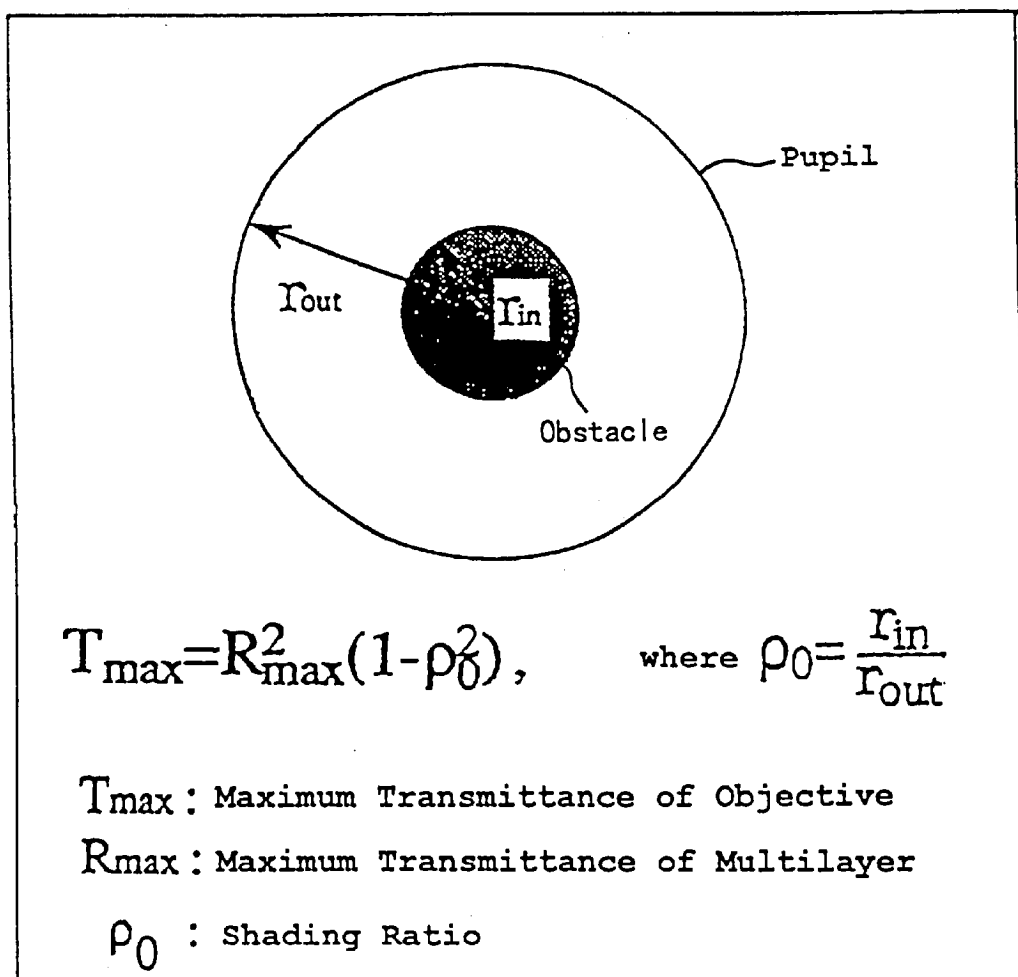 Pupil
rout
rin
Obstacle
Tmax=R²max(1-ρ₀²), where ρ₀=rin/rout
Tmax : Maximum Transmittance of Objective
Rmax : Maximum Transmittance of Multilayer
ρ₀ : Shading Ratio